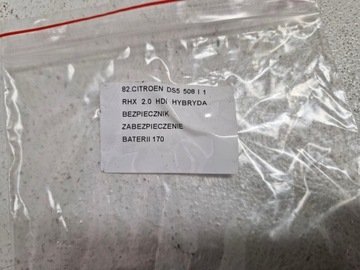 82.CITROEN DS5 508 I 1
RHX 2.0 HDI HYBRYDA
BEZPIECZNIK
ZABEZPIECZENIE
BATERII 170